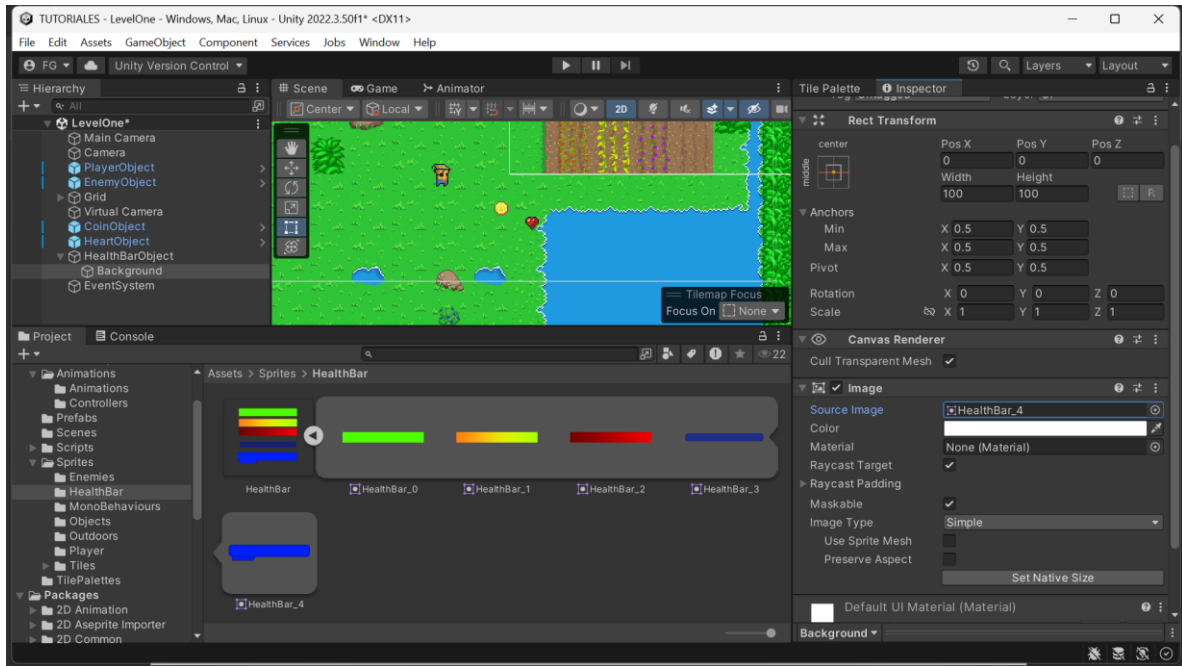 TUTORIALES - LevelOne - Windows, Mac, Linux - Unity 2022.3.50f1* <DX11>
File Edit Assets GameObject Component Services Jobs Window Help
FG Unity Version Control Layers Layout
Hierarchy
All
LevelOne*
Main Camera
Camera
PlayerObject
EnemyObject
Grid
Virtual Camera
CoinObject
HeartObject
HealthBarObject
Background
EventSystem
Scene Game Animator
Center Local 2D
Tilemap Focus
Focus On None
Project Console
22
Animations
Animations
Controllers
Prefabs
Scenes
Scripts
Sprites
Enemies
HealthBar
MonoBehaviours
Objects
Outdoors
Player
Tiles
TilePalettes
Packages
2D Animation
2D Aseprite Importer
2D Common
Assets > Sprites > HealthBar
HealthBar HealthBar_0 HealthBar_1 HealthBar_2 HealthBar_3
HealthBar_4
Tile Palette Inspector
Rect Transform
center Pos X Pos Y Pos Z
middle 0 0 0
Width Height
100 100 R
Anchors
Min X 0.5 Y 0.5
Max X 0.5 Y 0.5
Pivot X 0.5 Y 0.5
Rotation X 0 Y 0 Z 0
Scale X 1 Y 1 Z 1
Canvas Renderer
Cull Transparent Mesh
Image
Source Image HealthBar_4
Color
Material None (Material)
Raycast Target
Raycast Padding
Maskable
Image Type Simple
Use Sprite Mesh
Preserve Aspect
Set Native Size
Default UI Material (Material)
Background